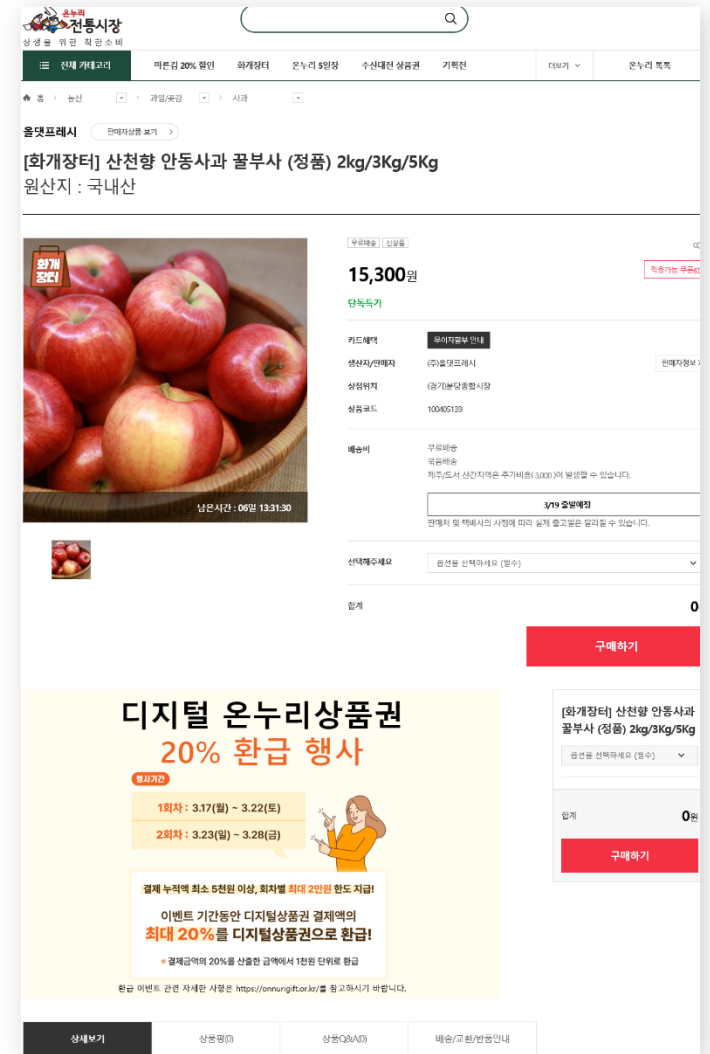 온누리
전통시장
상생을 위한 착한소비
전체 카테고리 마른김 20% 할인 화개장터 온누리 5일장 수산대전 상품권 기획전 더보기 온누리 톡톡
홈 농산 과일/곶감 사과
올댓프레시 판매자상품 보기
[화개장터] 산천향 안동사과 꿀부사 (정품) 2kg/3Kg/5Kg
원산지 : 국내산
화개
장터
남은시간 : 06일 13:31:30
무료배송 신상품
15,300원
적용가능 쿠폰
단독특가
카드혜택 무이자할부 안내
생산자/판매자 (주)올댓프레시 판매자정보
상점위치 (경기)분당종합시장
상품코드 100405139
배송비 무료배송
묶음배송
제주/도서 산간지역은 추가비용( 3,000 )이 발생할 수 있습니다.
3/19 출발예정
판매처 및 택배사의 사정에 따라 실제 출고일은 달라질 수 있습니다.
선택해주세요 옵션을 선택하세요 (필수)
합계 0
구매하기
디지털 온누리상품권
20% 환급 행사
행사기간
1회차 : 3.17(월) ~ 3.22(토)
2회차 : 3.23(일) ~ 3.28(금)
결제 누적액 최소 5천원 이상, 회차별 최대 2만원 한도 지급!
이벤트 기간동안 디지털상품권 결제액의
최대 20%를 디지털상품권으로 환급!
*결제금액의 20%를 산출한 금액에서 1천원 단위로 환급
환급 이벤트 관련 자세한 사항은 https://onnurigift.or.kr/를 참고하시기 바랍니다.
[화개장터] 산천향 안동사과
꿀부사 (정품) 2kg/3Kg/5Kg
옵션을 선택하세요 (필수)
합계 0원
구매하기
상세보기 상품평(0) 상품Q&A(0) 배송/교환/반품안내